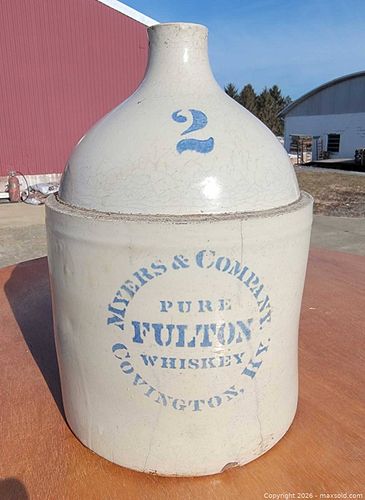 2
MYERS & COMPANY.
PURE
FULTON
WHISKEY
COVINGTON, KY.
Copyright 2026 - maxsold.com